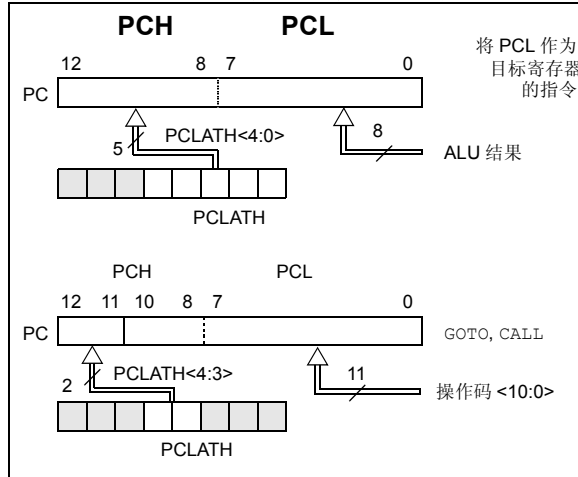 PCH PCL
12 8 7 0
将 PCL 作为
目标寄存器
的指令
PC
5 PCLATH<4:0> 8
ALU 结果
PCLATH
PCH PCL
12 11 10 8 7 0
PC
GOTO, CALL
2 PCLATH<4:3> 11
操作码 <10:0>
PCLATH